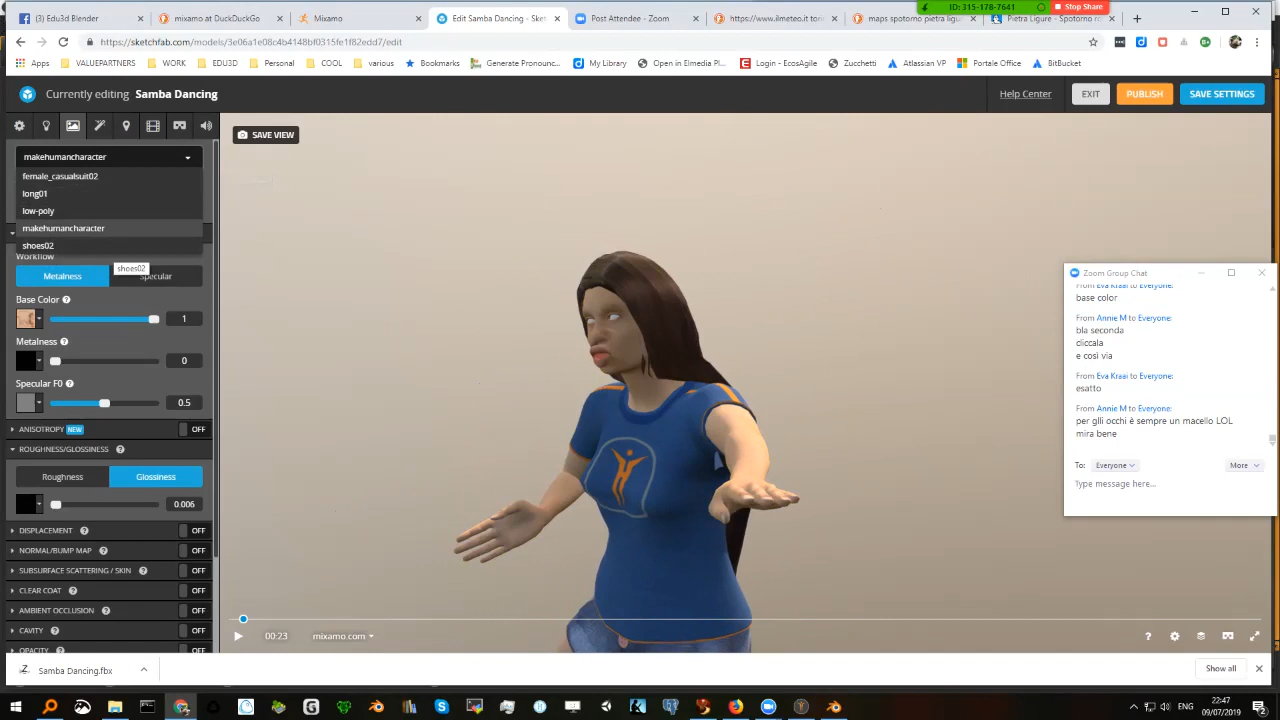 ID: 315-178-7641
Stop Share
(3) Edu3d Blender
mixamo at DuckDuckGo
Mixamo
Edit Samba Dancing - Sket
Post Attendee - Zoom
https://www.ilmeteo.it tori
maps spotorno pietra ligu
Pietra Ligure - Spotorno ro
https://sketchfab.com/models/3e06a1e08c4b4148bf0315fe1f82edd7/edit
Apps
VALUEPARTNERS
WORK
EDU3D
Personal
COOL
various
Bookmarks
Generate Pronounc...
My Library
Open in Elmedia Pl...
Login - EcosAgile
Zucchetti
Atlassian VP
Portale Office
BitBucket
Currently editing Samba Dancing
Help Center
EXIT
PUBLISH
SAVE SETTINGS
SAVE VIEW
makehumancharacter
female_casualsuit02
long01
low-poly
makehumancharacter
shoes02
shoes02
Workflow
Metalness
Specular
Base Color
1
Metalness
0
Specular F0
0.5
ANISOTROPY NEW OFF
ROUGHNESS/GLOSSINESS
Roughness
Glossiness
0.006
DISPLACEMENT OFF
NORMAL/BUMP MAP OFF
SUBSURFACE SCATTERING / SKIN OFF
CLEAR COAT OFF
AMBIENT OCCLUSION OFF
CAVITY OFF
OPACITY OFF
00:23
mixamo.com
Zoom Group Chat
From Eva Kraai to Everyone:
base color
From Annie M to Everyone:
bla seconda
cliccala
e così via
From Eva Kraai to Everyone:
esatto
From Annie M to Everyone:
per glli occhi è sempre un macello LOL
mira bene
To: Everyone
More
Type message here...
Samba Dancing.fbx
Show all
ENG
22:47
09/07/2019